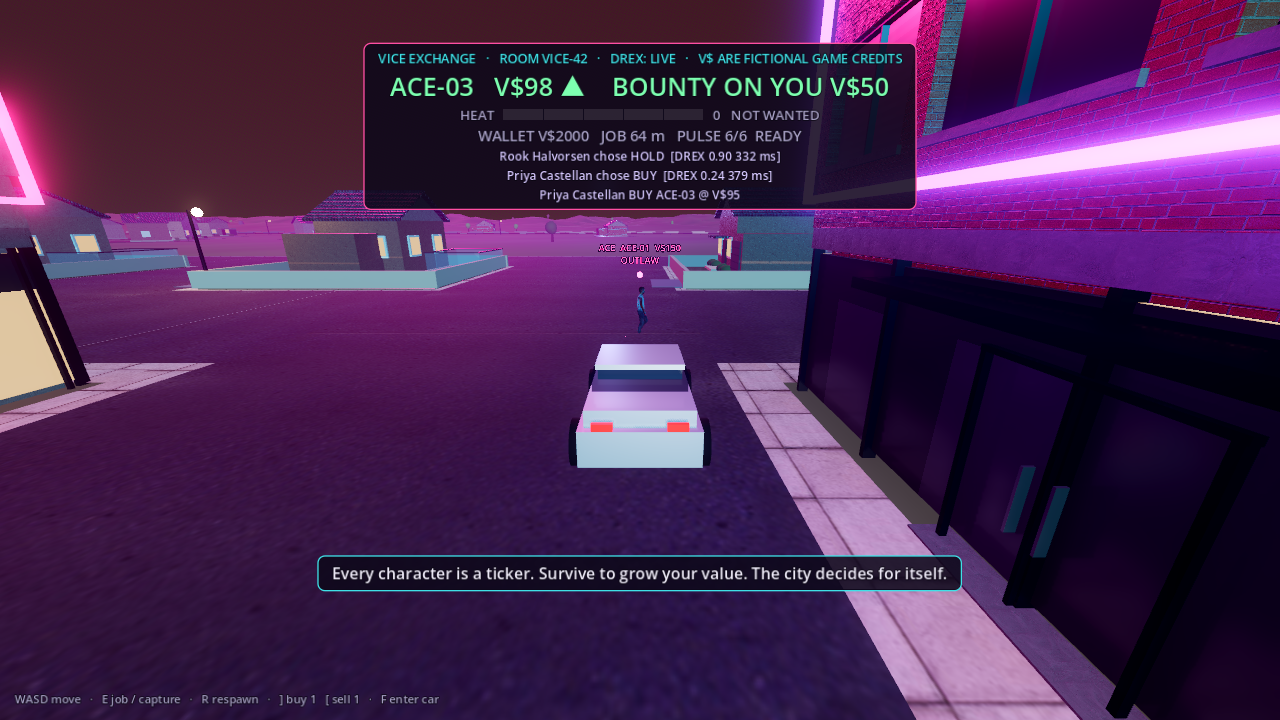 VICE EXCHANGE · ROOM VICE-42 · DREX: LIVE · V$ ARE FICTIONAL GAME CREDITS
ACE-03 V$98 ▲ BOUNTY ON YOU V$50
HEAT 0 NOT WANTED
WALLET V$2000 JOB 64 m PULSE 6/6 READY
Rook Halvorsen chose HOLD [DREX 0.90 332 ms]
Priya Castellan chose BUY [DREX 0.24 379 ms]
Priya Castellan BUY ACE-03 @ V$95
ACE ACE-01 V$150
OUTLAW
Every character is a ticker. Survive to grow your value. The city decides for itself.
WASD move · E job / capture · R respawn · ] buy 1 [ sell 1 · F enter car